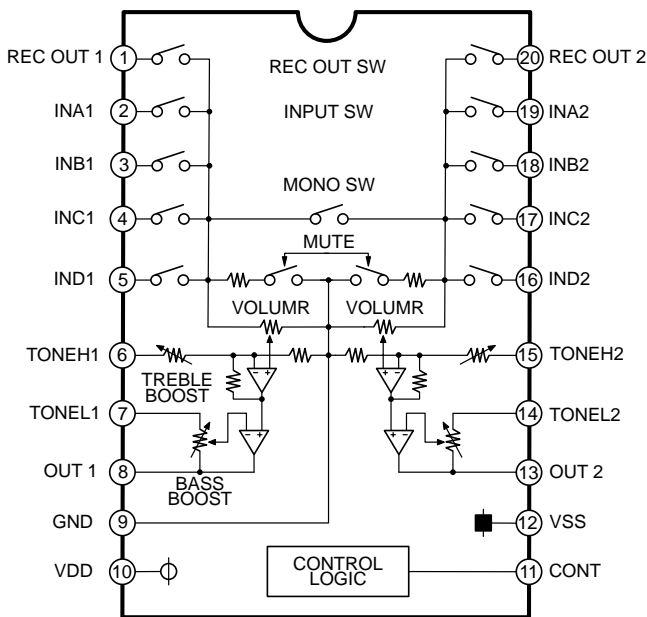 REC OUT 1 1 REC OUT SW 20 REC OUT 2
INA1 2 INPUT SW 19 INA2
INB1 3 18 INB2
MONO SW
INC1 4 17 INC2
MUTE
IND1 5 16 IND2
VOLUMR VOLUMR
TONEH1 6 - + + - 15 TONEH2
TREBLE
BOOST
TONEL1 7 - + + - 14 TONEL2
OUT 1 8 13 OUT 2
BASS
BOOST
GND 9 12 VSS
VDD 10 CONTROL
LOGIC 11 CONT